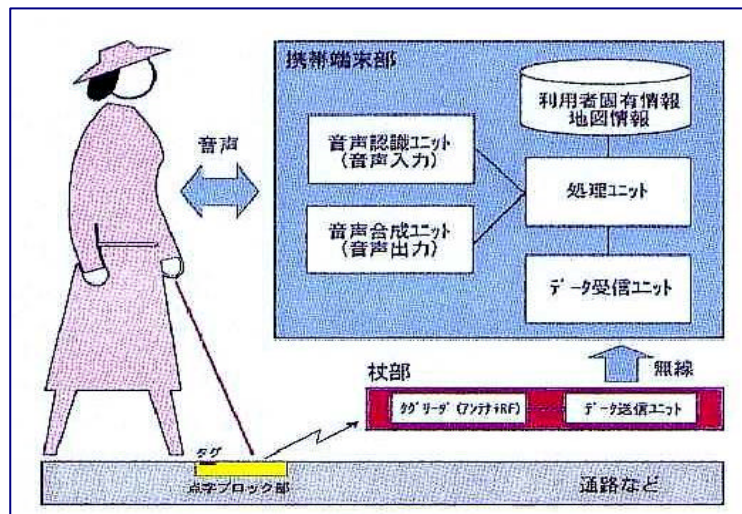 携帯端末部
利用者固有情報
地図情報
音声
音声認識ユニット
(音声入力)
処理ユニット
音声合成ユニット
(音声出力)
データ受信ユニット
無線
杖部
タグリーダ(アンテナ+RF)
データ送信ユニット
タグ
点字ブロック部
通路など